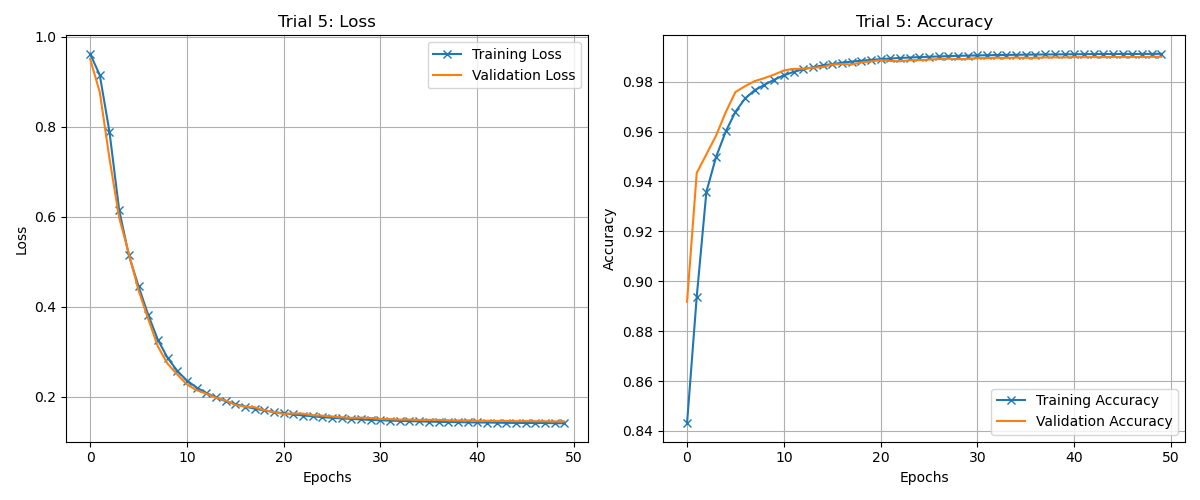 Trial 5: Loss
1.0
0.8
0.6
0.4
0.2
0
10
20
30
40
50
Loss
Epochs
Training Loss
Validation Loss
Trial 5: Accuracy
0.98
0.96
0.94
0.92
0.90
0.88
0.86
0.84
0
10
20
30
40
50
Accuracy
Epochs
Training Accuracy
Validation Accuracy